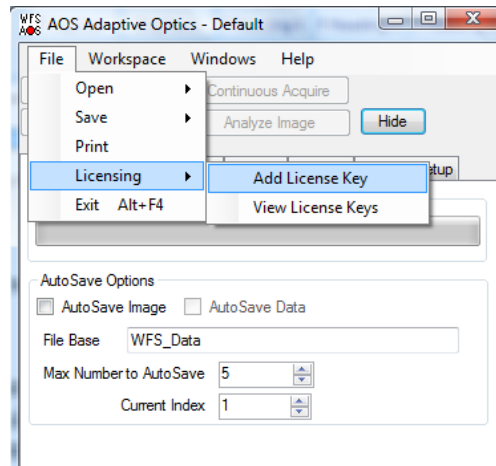 WFS AOS AOS Adaptive Optics - Default
File Workspace Windows Help
Open Continuous Acquire
Save Analyze Image Hide
Print
Licensing Add License Key
Exit Alt+F4 View License Keys
AutoSave Options
AutoSave Image AutoSave Data
File Base WFS_Data
Max Number to AutoSave 5
Current Index 1